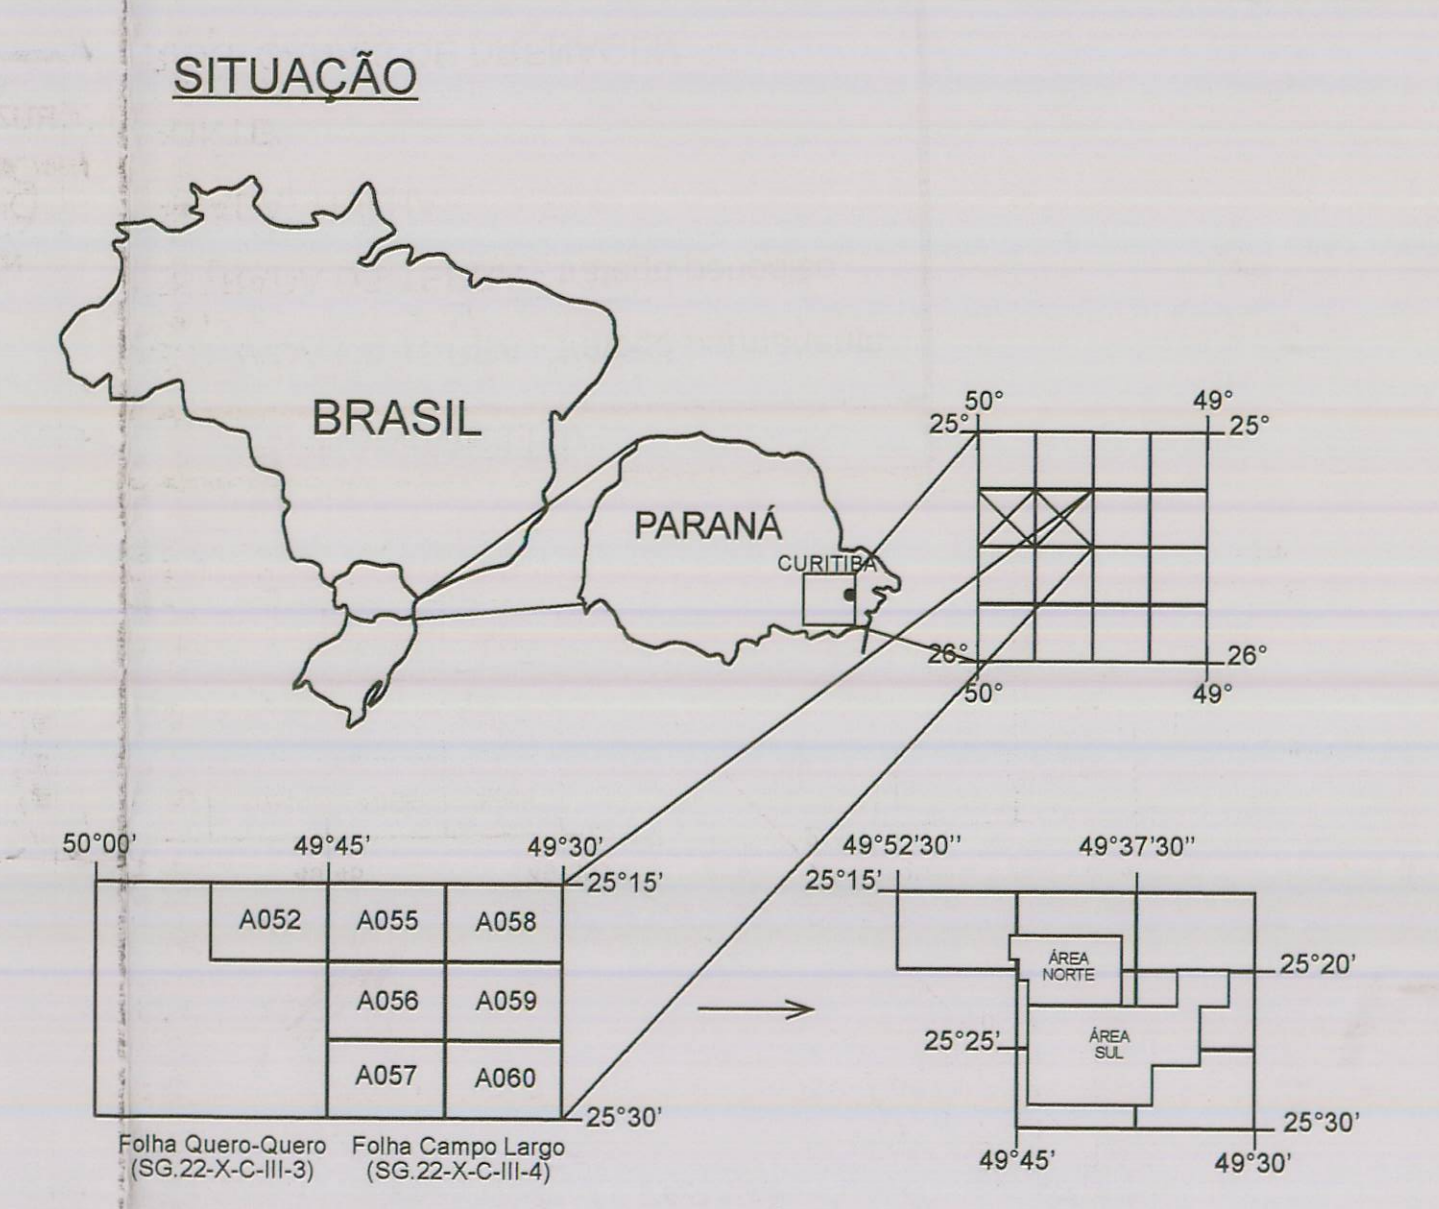 SITUAÇÃO
BRASIL
PARANÁ
CURITIBA
50° 49°
25° 25°
26° 26°
50° 49°
50°00' 49°45' 49°30'
25°15'
A052 A055 A058
A056 A059
A057 A060
25°30'
Folha Quero-Quero
(SG.22-X-C-III-3)
Folha Campo Largo
(SG.22-X-C-III-4)
49°52'30'' 49°37'30''
25°15'
ÁREA
NORTE
25°20'
25°25'
ÁREA
SUL
25°30'
49°45' 49°30'